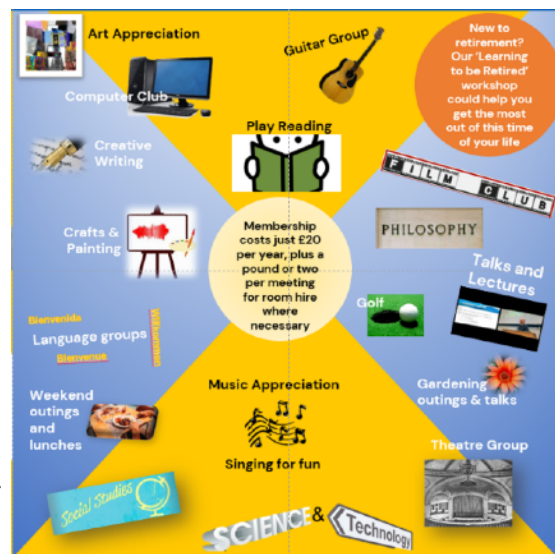 Art Appreciation
Guitar Group
New to
retirement?
Our 'Learning
to be Retired'
workshop
could help you
get the most
out of this time
of your life
Computer Club
Play Reading
Creative
Writing
FILM CLUB
Crafts &
Painting
Membership
costs just £20
per year, plus a
pound or two
per meeting
for room hire
where
necessary
PHILOSOPHY
Talks and
Lectures
Golf
Bienvenida
Language groups
Willkommen
Bienvenue
Weekend
outings
and
lunches
Music Appreciation
Singing for fun
Gardening
outings & talks
Theatre Group
Social Studies
SCIENCE & Technology